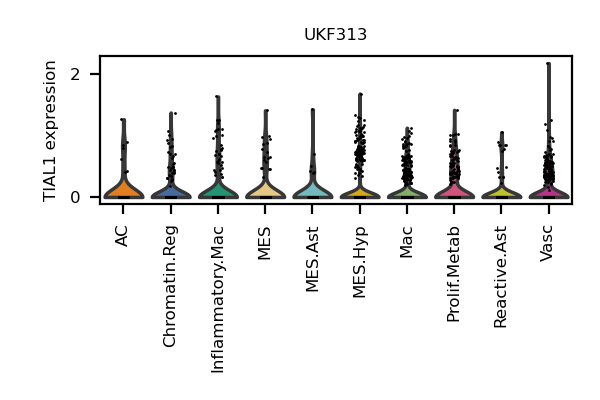 UKF313
TIAL1 expression
2
0
AC
Chromatin.Reg
Inflammatory.Mac
MES
MES.Ast
MES.Hyp
Mac
Prolif.Metab
Reactive.Ast
Vasc